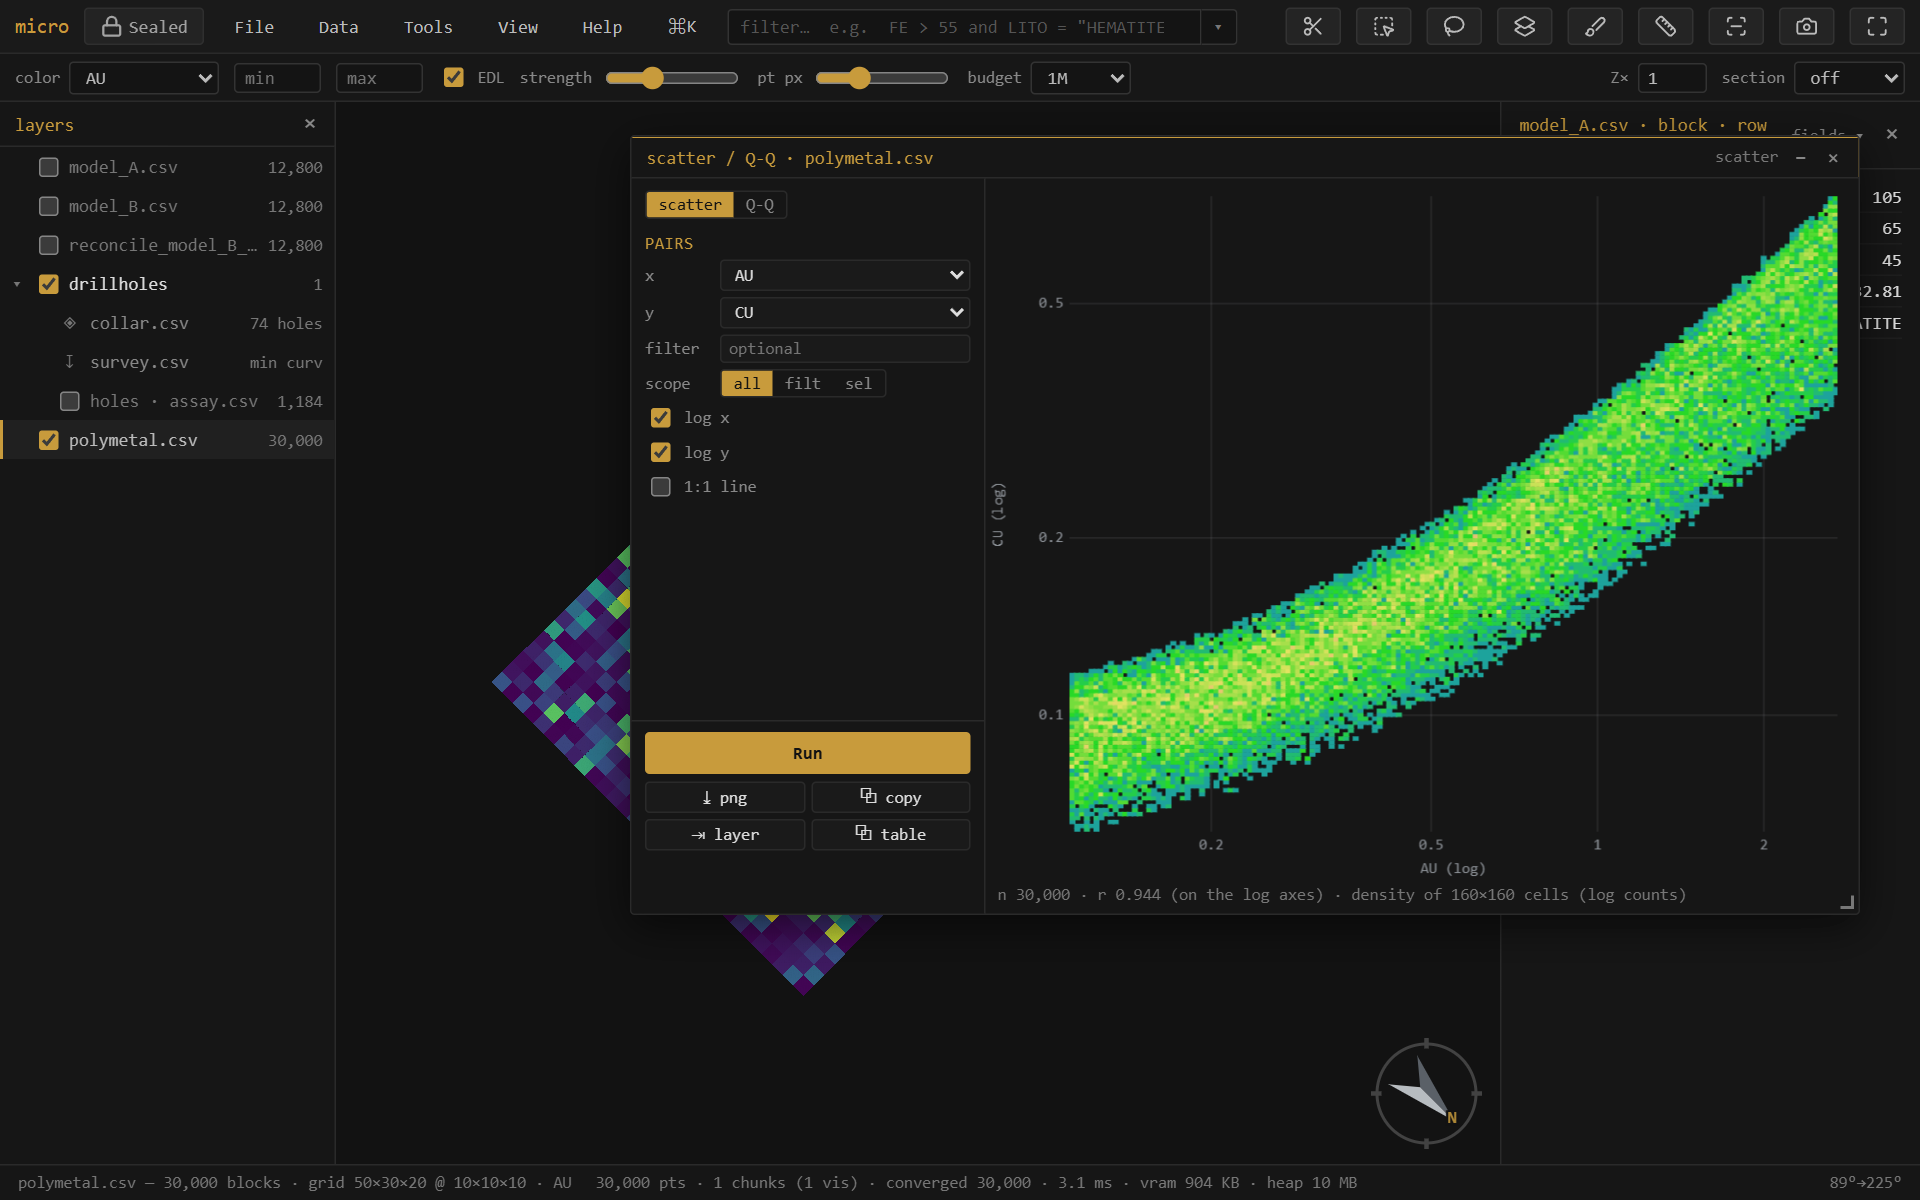 micro Sealed File Data Tools View Help ⌘K filter… e.g. FE > 55 and LITO = "HEMATITE
color AU min max EDL strength pt px budget 1M Z× 1 section off
layers ×
model_A.csv 12,800
model_B.csv 12,800
reconcile_model_B_… 12,800
drillholes 1
collar.csv 74 holes
survey.csv min curv
holes · assay.csv 1,184
polymetal.csv 30,000
scatter / Q-Q · polymetal.csv scatter – ×
scatter Q-Q
PAIRS
x AU
y CU
filter optional
scope all filt sel
log x
log y
1:1 line
Run
↓ png copy
⇥ layer table
0.5
0.2
0.1
CU (log)
0.2 0.5 1 2
AU (log)
n 30,000 · r 0.944 (on the log axes) · density of 160×160 cells (log counts)
model_A.csv · block · row fields ×
105
65
45
2.81
ATITE
N
polymetal.csv — 30,000 blocks · grid 50×30×20 @ 10×10×10 · AU 30,000 pts · 1 chunks (1 vis) · converged 30,000 · 3.1 ms · vram 904 KB · heap 10 MB 89°→225°